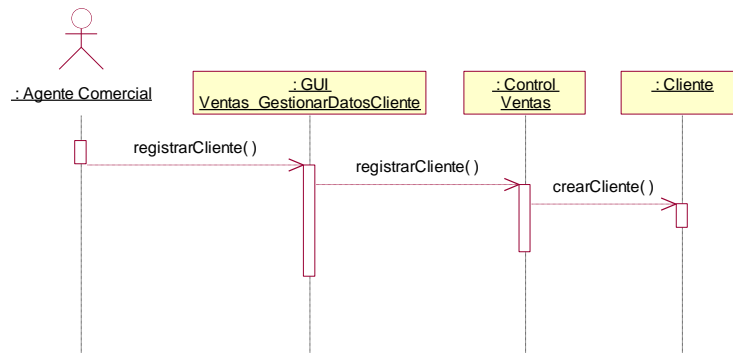 : Agente Comercial
: GUI
Ventas_GestionarDatosCliente
: Control
Ventas
: Cliente
registrarCliente( )
registrarCliente( )
crearCliente( )